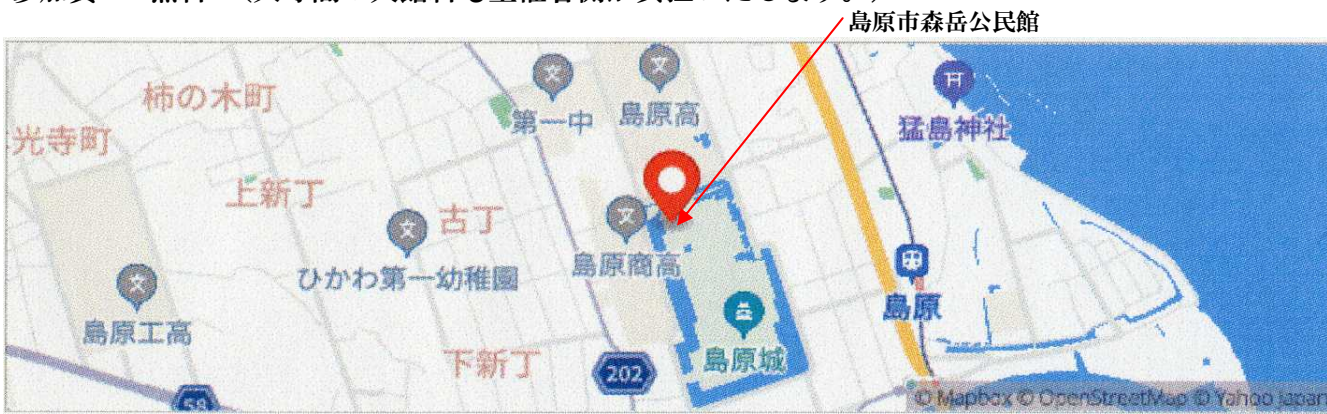 島原市森岳公民館
柿の木町
第一中
島原高
猛島神社
光寺町
上新丁
古丁
ひかわ第一幼稚園
島原商高
島原工高
島原
島原城
下新丁
202
58
© Mapbox © OpenStreetMap © Yahoo Japan